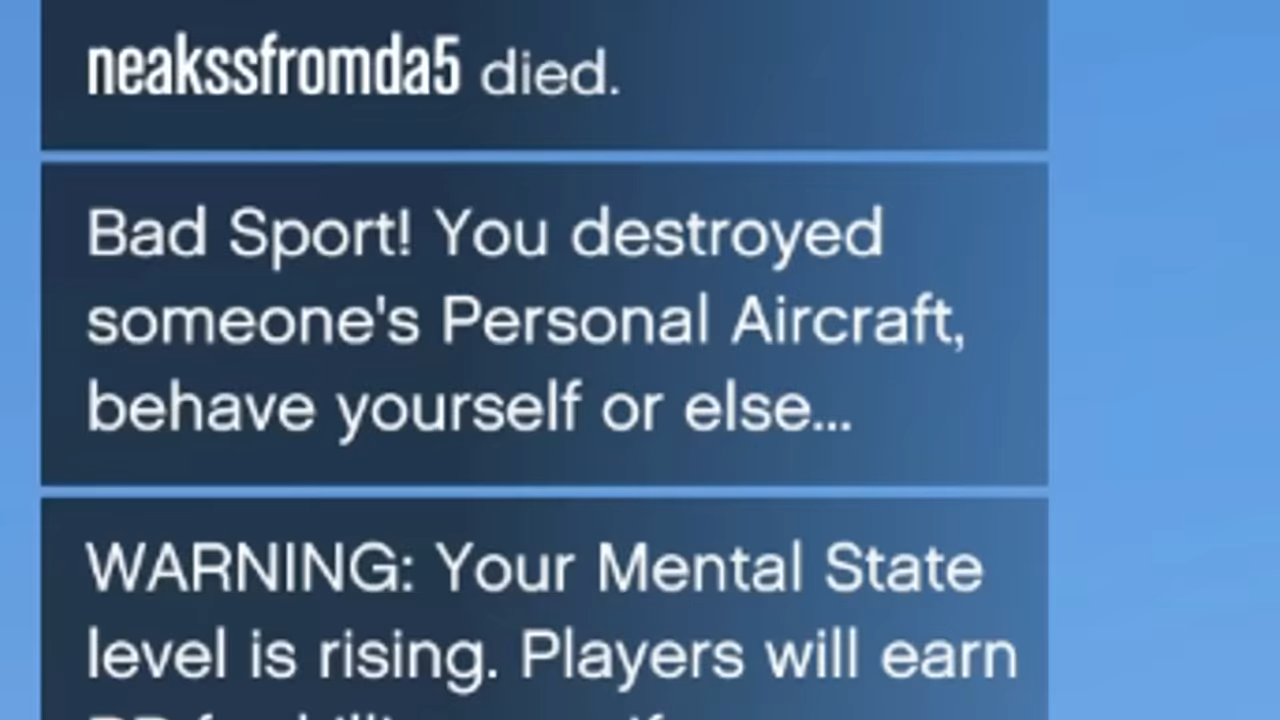 neakssfromda5 died.
Bad Sport! You destroyed
someone's Personal Aircraft,
behave yourself or else...
WARNING: Your Mental State
level is rising. Players will earn